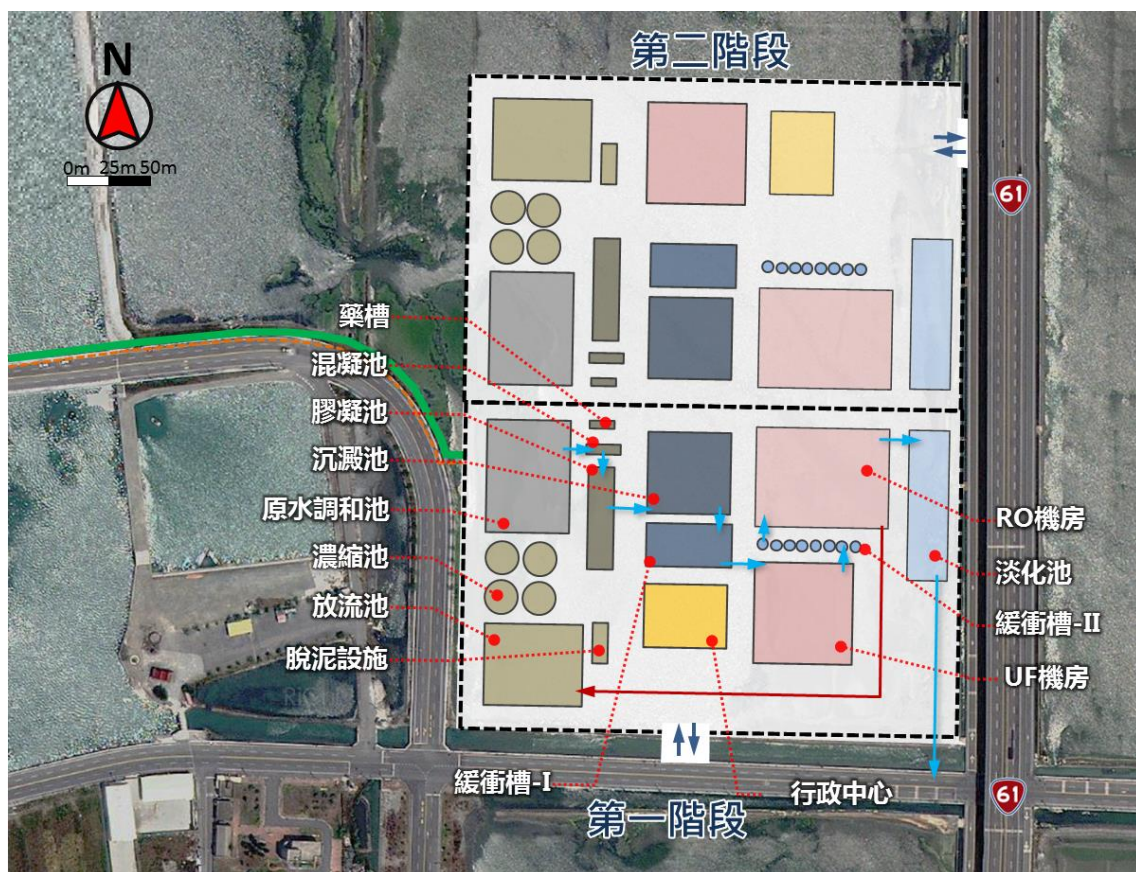 第二階段
N
0m 25m 50m
61
藥槽
混凝池
膠凝池
沉澱池
原水調和池
濃縮池
放流池
脫泥設施
RO機房
淡化池
緩衝槽-II
UF機房
緩衝槽-I
行政中心
61
第一階段